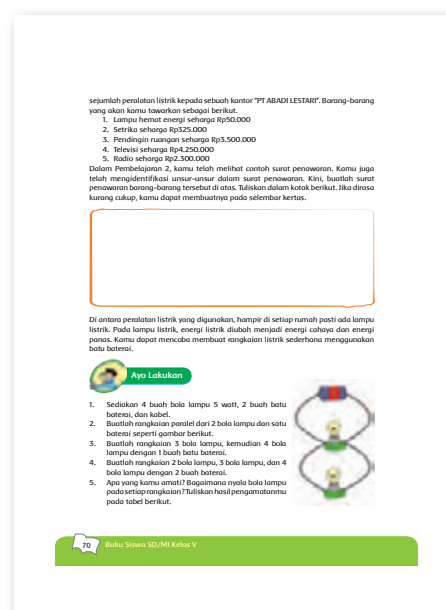 sejumlah peralatan listrik kepada sebuah kantor "PT ABADI LESTARI". Barang-barang
yang akan kamu tawarkan sebagai berikut.
1. Lampu hemat energi seharga Rp50.000
2. Setrika seharga Rp325.000
3. Pendingin ruangan seharga Rp3.500.000
4. Televisi seharga Rp4.250.000
5. Radio seharga Rp2.300.000
Dalam Pembelajaran 2, kamu telah melihat contoh surat penawaran. Kamu juga
telah mengidentifikasi unsur-unsur dalam surat penawaran. Kini, buatlah surat
penawaran barang-barang tersebut di atas. Tuliskan dalam kotak berikut. Jika dirasa
kurang cukup, kamu dapat membuatnya pada selembar kertas.
Di antara peralatan listrik yang digunakan, hampir di setiap rumah pasti ada lampu
listrik. Pada lampu listrik, energi listrik diubah menjadi energi cahaya dan energi
panas. Kamu dapat mencoba membuat rangkaian listrik sederhana menggunakan
batu baterai.
Ayo Lakukan
1. Sediakan 4 buah bola lampu 5 watt, 2 buah batu
baterai, dan kabel.
2. Buatlah rangkaian paralel dari 2 bola lampu dan satu
baterai seperti gambar berikut.
3. Buatlah rangkaian 3 bola lampu, kemudian 4 bola
lampu dengan 1 buah batu baterai.
4. Buatlah rangkaian 2 bola lampu, 3 bola lampu, dan 4
bola lampu dengan 2 buah baterai.
5. Apa yang kamu amati? Bagaimana nyala bola lampu
pada setiap rangkaian? Tuliskan hasil pengamatanmu
pada tabel berikut.
70 Buku Siswa SD/MI Kelas V